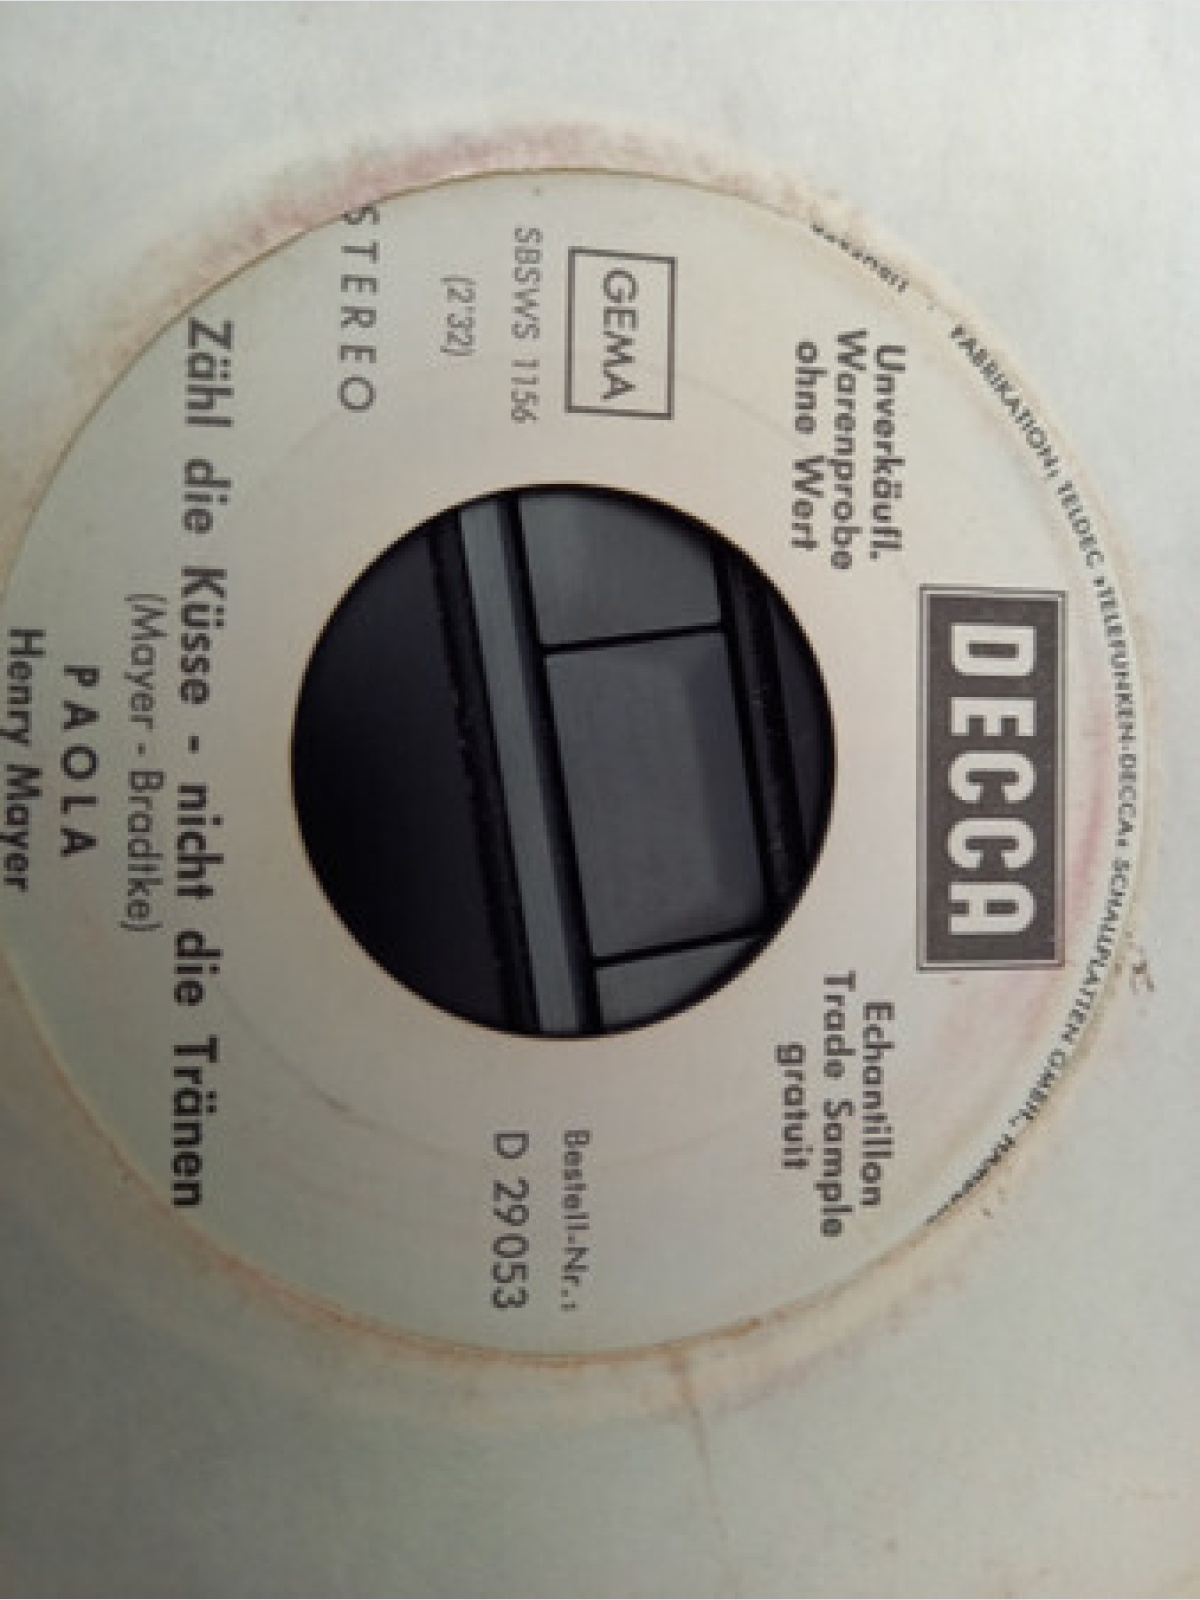 FABRIKATION: TELDEC »TELEFUNKEN-DECCA« SCHALLPLATTEN GMBH.,
DECCA
Unverkäufl.
Warenprobe
ohne Wert
Echantillon
Trade Sample
gratuit
GEMA
SBSWS 1156
(2'32)
STEREO
Bestell-Nr.:
D 29053
Zähl die Küsse - nicht die Tränen
(Mayer - Bradtke)
PAOLA
Henry Mayer